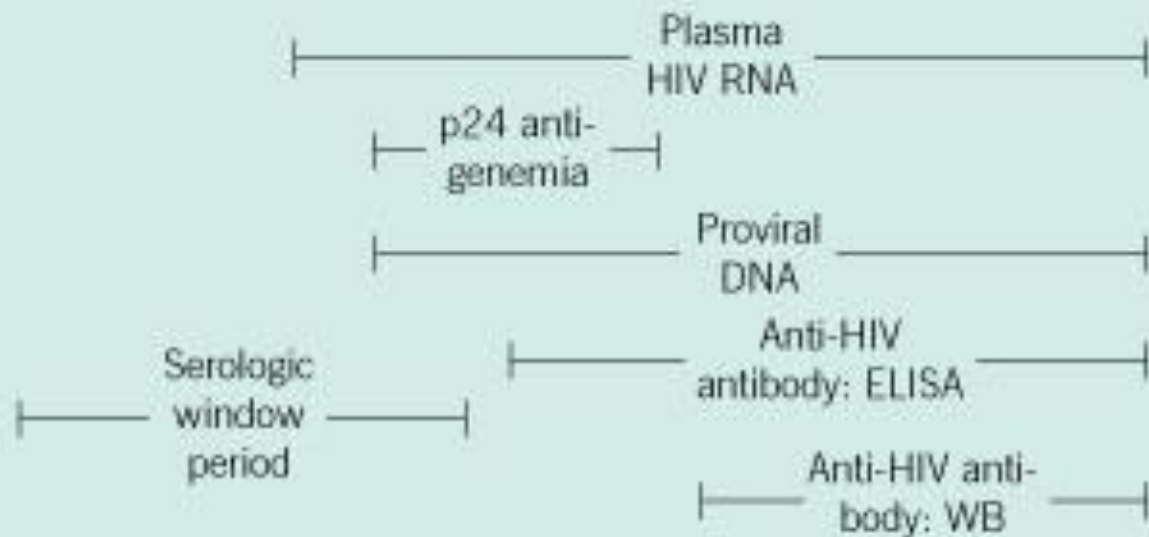 Plasma
HIV RNA
p24 anti-
genemia
Proviral
DNA
Anti-HIV
antibody: ELISA
Serologic
window
period
Anti-HIV anti-
body: WB